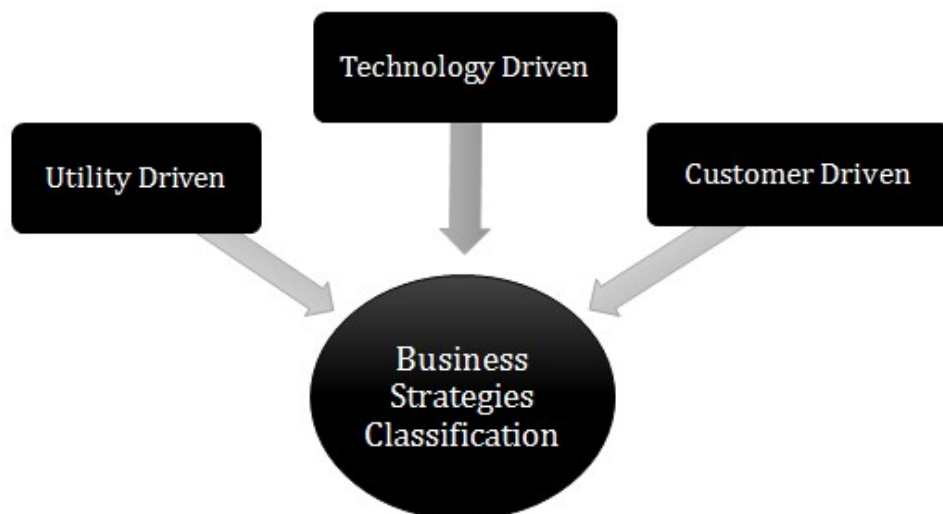 Technology Driven
Utility Driven
Customer Driven
Business
Strategies
Classification